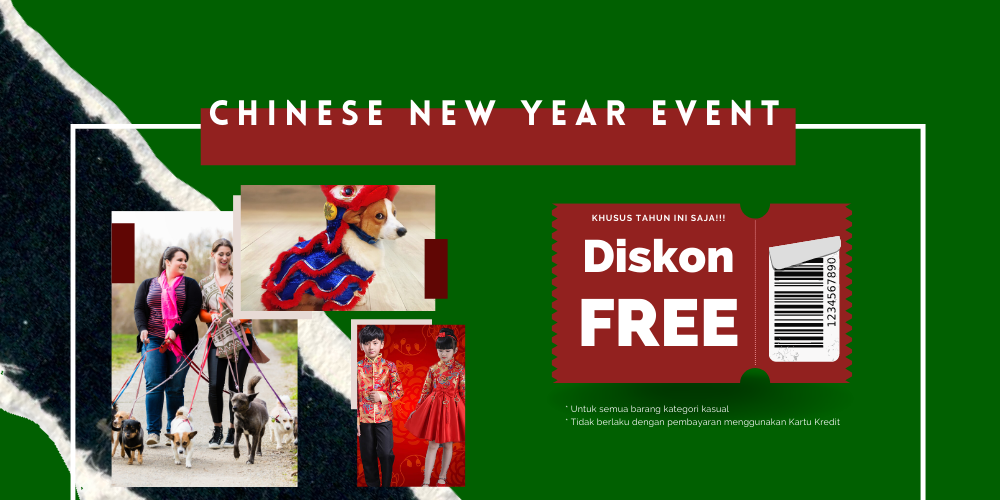 CHINESE NEW YEAR EVENT
KHUSUS TAHUN INI SAJA!!!
Diskon
FREE
1234567890
* Untuk semua barang kategori kasual
* Tidak berlaku dengan pembayaran menggunakan Kartu Kredit